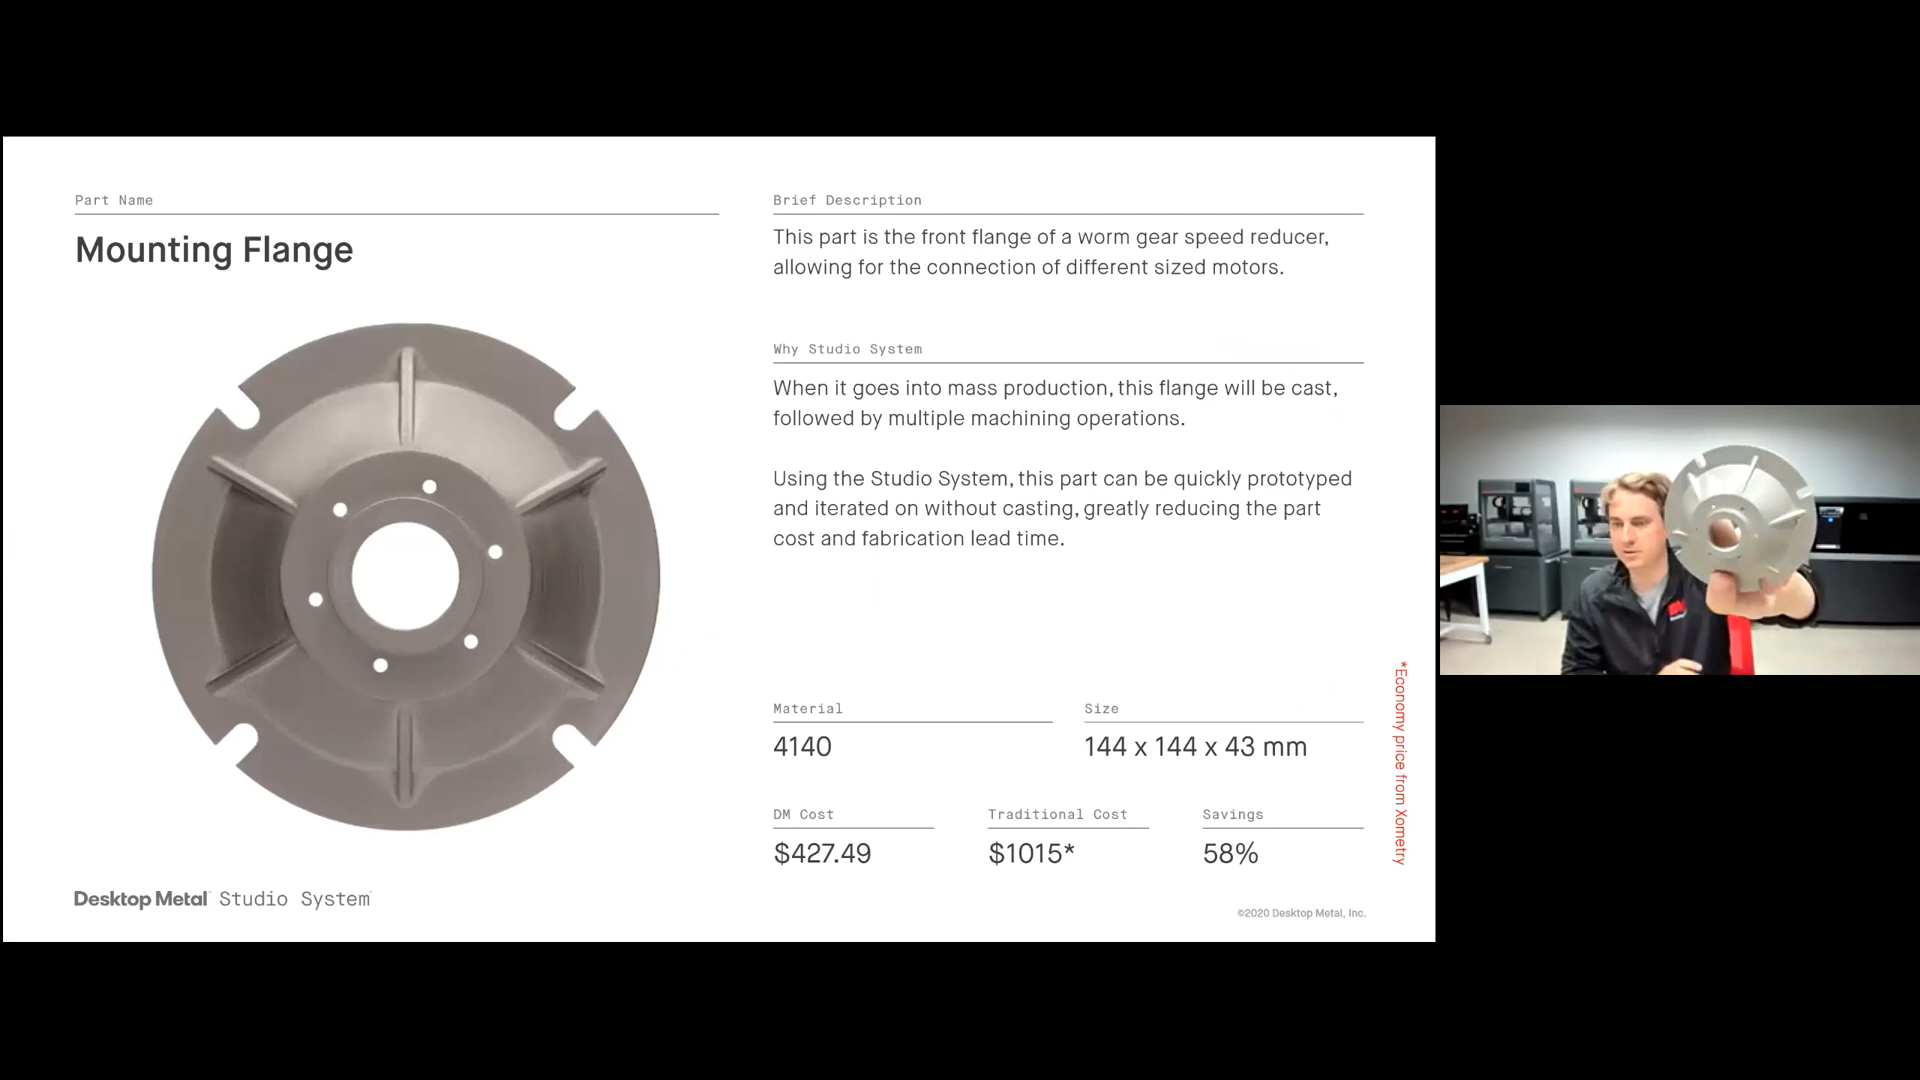 Part Name
Mounting Flange
Desktop Metal Studio System
Brief Description
This part is the front flange of a worm gear speed reducer,
allowing for the connection of different sized motors.
Why Studio System
When it goes into mass production, this flange will be cast,
followed by multiple machining operations.
Using the Studio System, this part can be quickly prototyped
and iterated on without casting, greatly reducing the part
cost and fabrication lead time.
Material
4140
Size
144 x 144 x 43 mm
DM Cost
$427.49
Traditional Cost
$1015*
Savings
58%
*Economy price from Xometry
©2020 Desktop Metal, Inc.